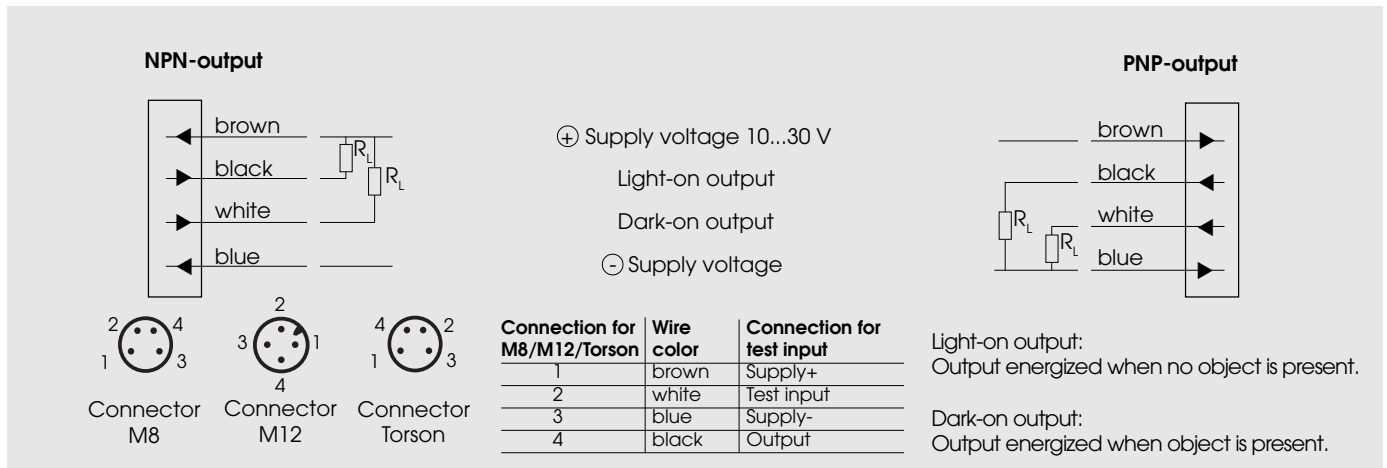 NPN-output
PNP-output
brown
black
white
blue
R_L
R_L
(+) Supply voltage 10...30 V
Light-on output
Dark-on output
(-) Supply voltage
brown
black
white
blue
R_L
R_L
2 4
1 3
Connector
M8
2
3 1
4
Connector
M12
4 2
1 3
Connector
Torson
Connection for M8/M12/Torson | Wire color | Connection for test input
1 brown Supply+
2 white Test input
3 blue Supply-
4 black Output
Light-on output:
Output energized when no object is present.
Dark-on output:
Output energized when object is present.